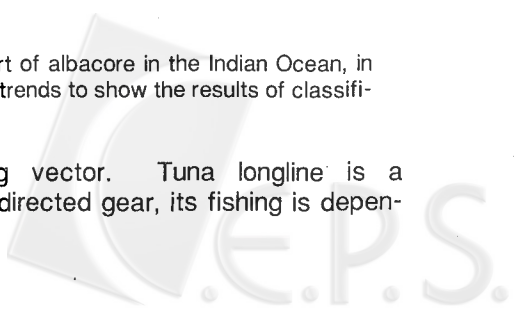 rt of albacore in the Indian Ocean, in
trends to show the results of classifi-
g vector. Tuna longline is a
directed gear, its fishing is depen-
C.E.P.S.